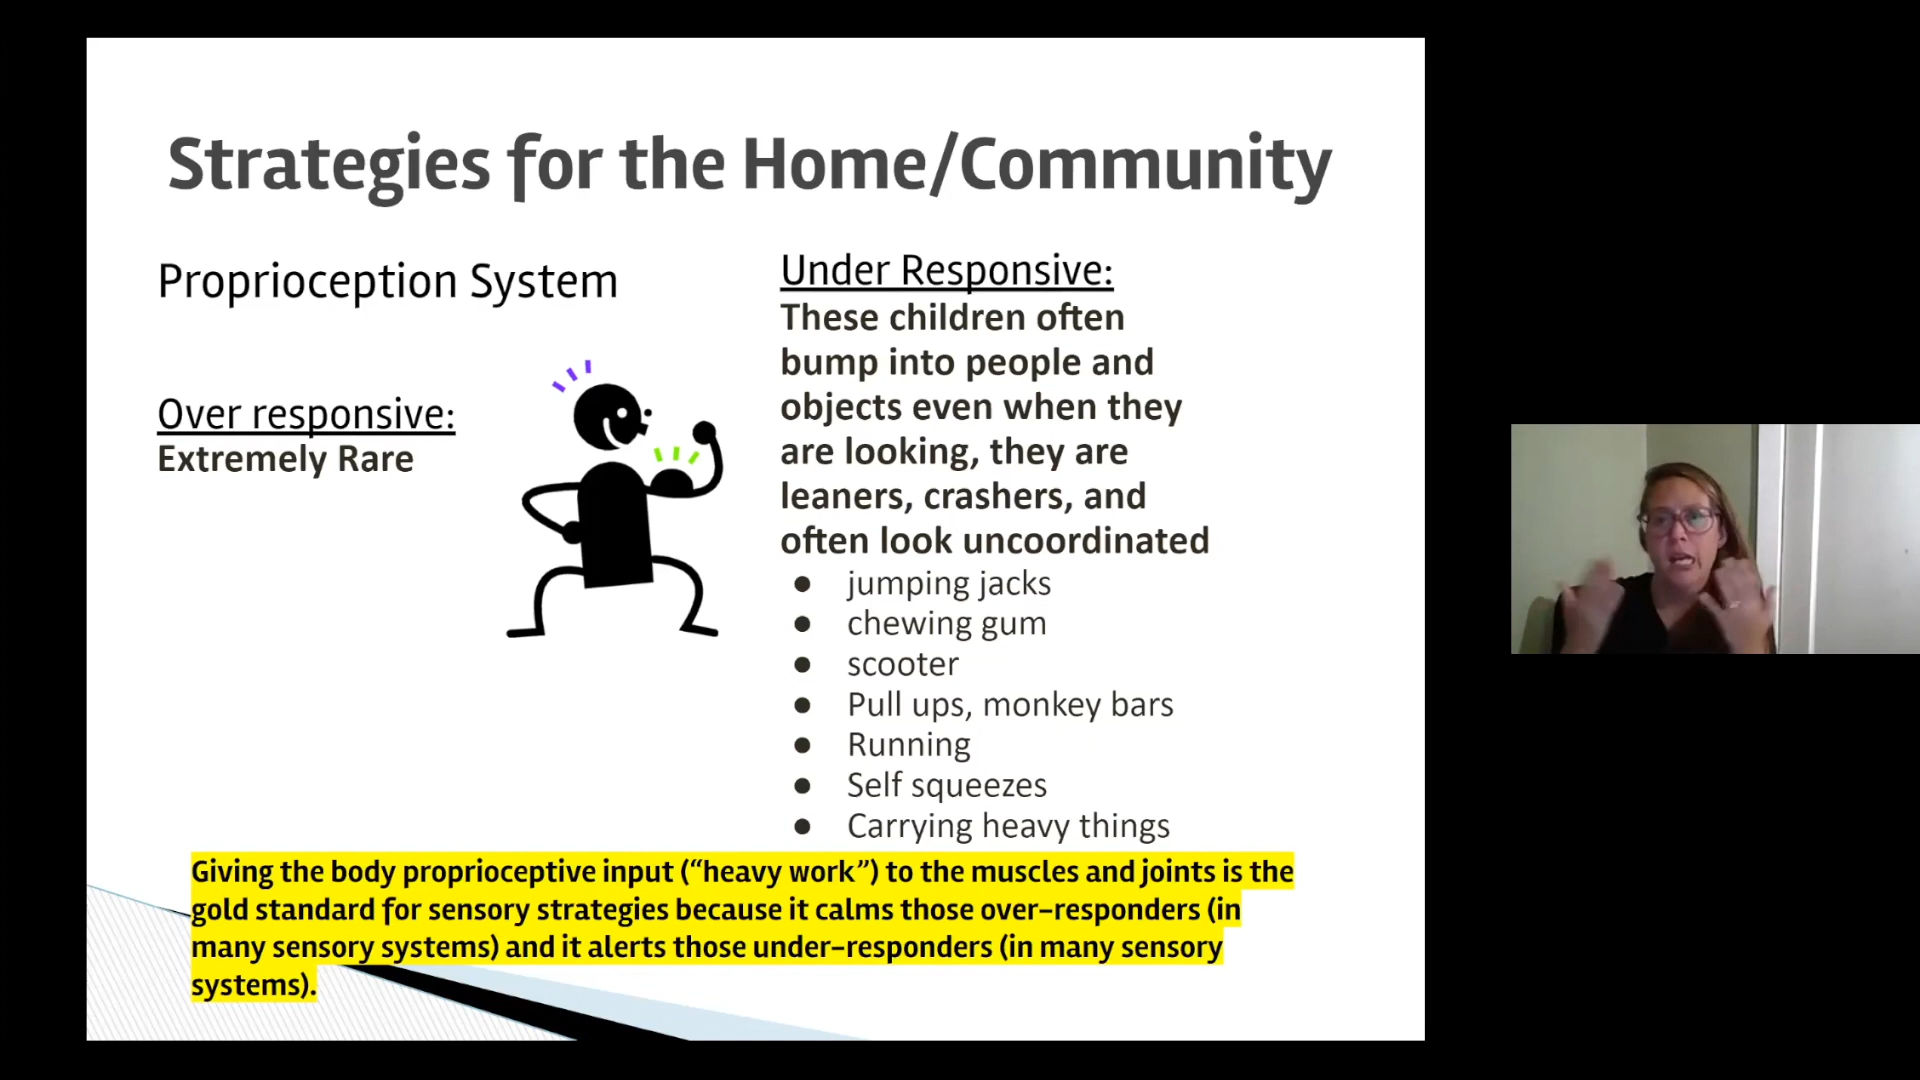 Strategies for the Home/Community
Proprioception System
Over responsive:
Extremely Rare
Under Responsive:
These children often
bump into people and
objects even when they
are looking, they are
leaners, crashers, and
often look uncoordinated
● jumping jacks
● chewing gum
● scooter
● Pull ups, monkey bars
● Running
● Self squeezes
● Carrying heavy things
Giving the body proprioceptive input (“heavy work”) to the muscles and joints is the
gold standard for sensory strategies because it calms those over-responders (in
many sensory systems) and it alerts those under-responders (in many sensory
systems).